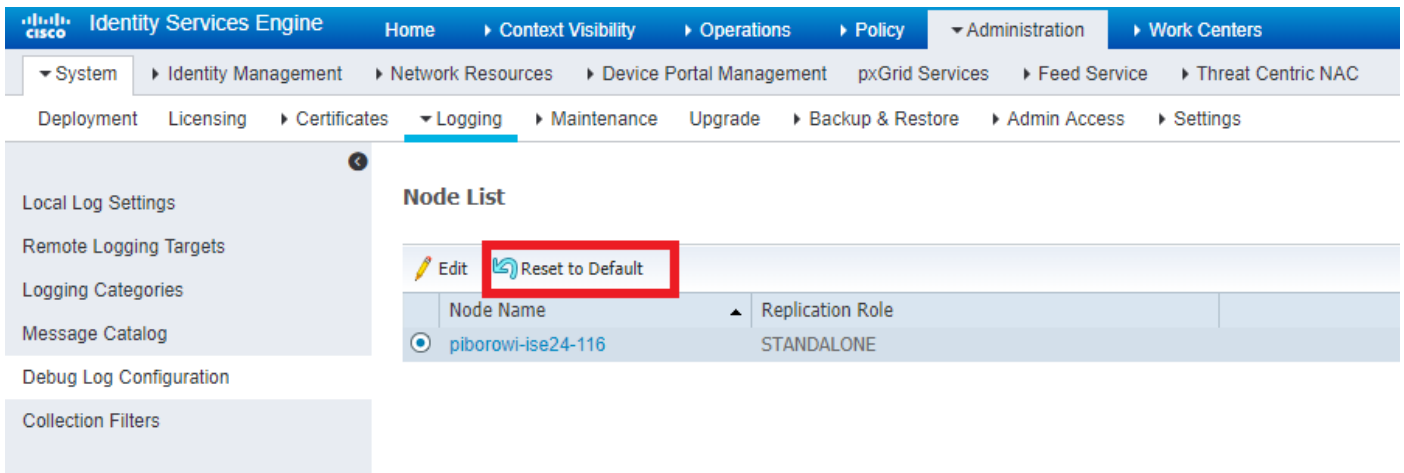 cisco Identity Services Engine Home Context Visibility Operations Policy Administration Work Centers
System Identity Management Network Resources Device Portal Management pxGrid Services Feed Service Threat Centric NAC
Deployment Licensing Certificates Logging Maintenance Upgrade Backup & Restore Admin Access Settings
Local Log Settings
Remote Logging Targets
Logging Categories
Message Catalog
Debug Log Configuration
Collection Filters
Node List
Edit Reset to Default
Node Name Replication Role
piborowi-ise24-116 STANDALONE